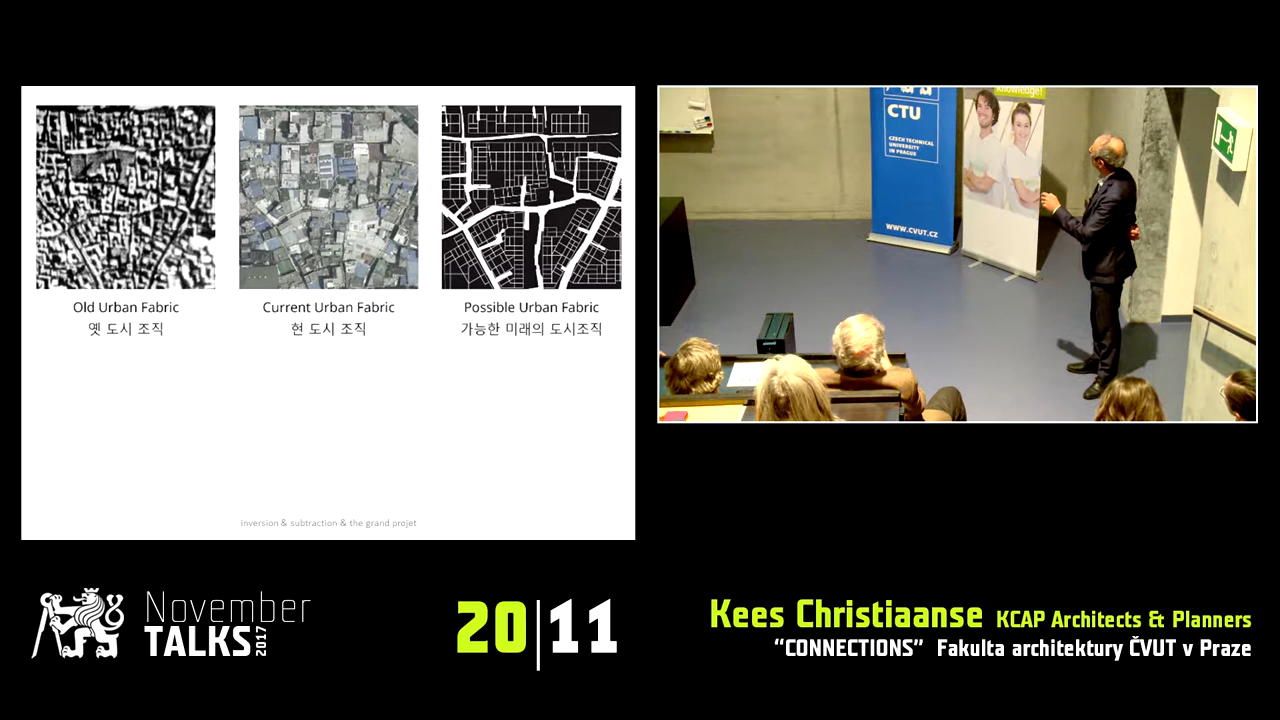 Old Urban Fabric
옛 도시 조직
Current Urban Fabric
현 도시 조직
Possible Urban Fabric
가능한 미래의 도시조직
inversion & subtraction & the grand projet
knowledge!
CTU
CZECH TECHNICAL
UNIVERSITY
IN PRAGUE
WWW.CVUT.CZ
November
TALKS 2017
20|11
Kees Christiaanse KCAP Architects & Planners
“CONNECTIONS” Fakulta architektury ČVUT v Praze